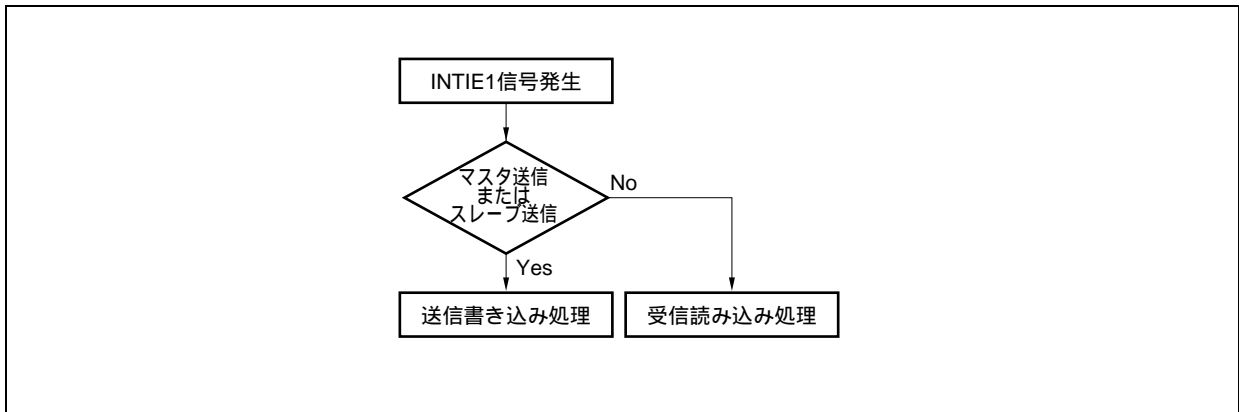 INTIE1信号発生
マスタ送信
または
スレーブ送信
No
Yes
送信書き込み処理
受信読み込み処理